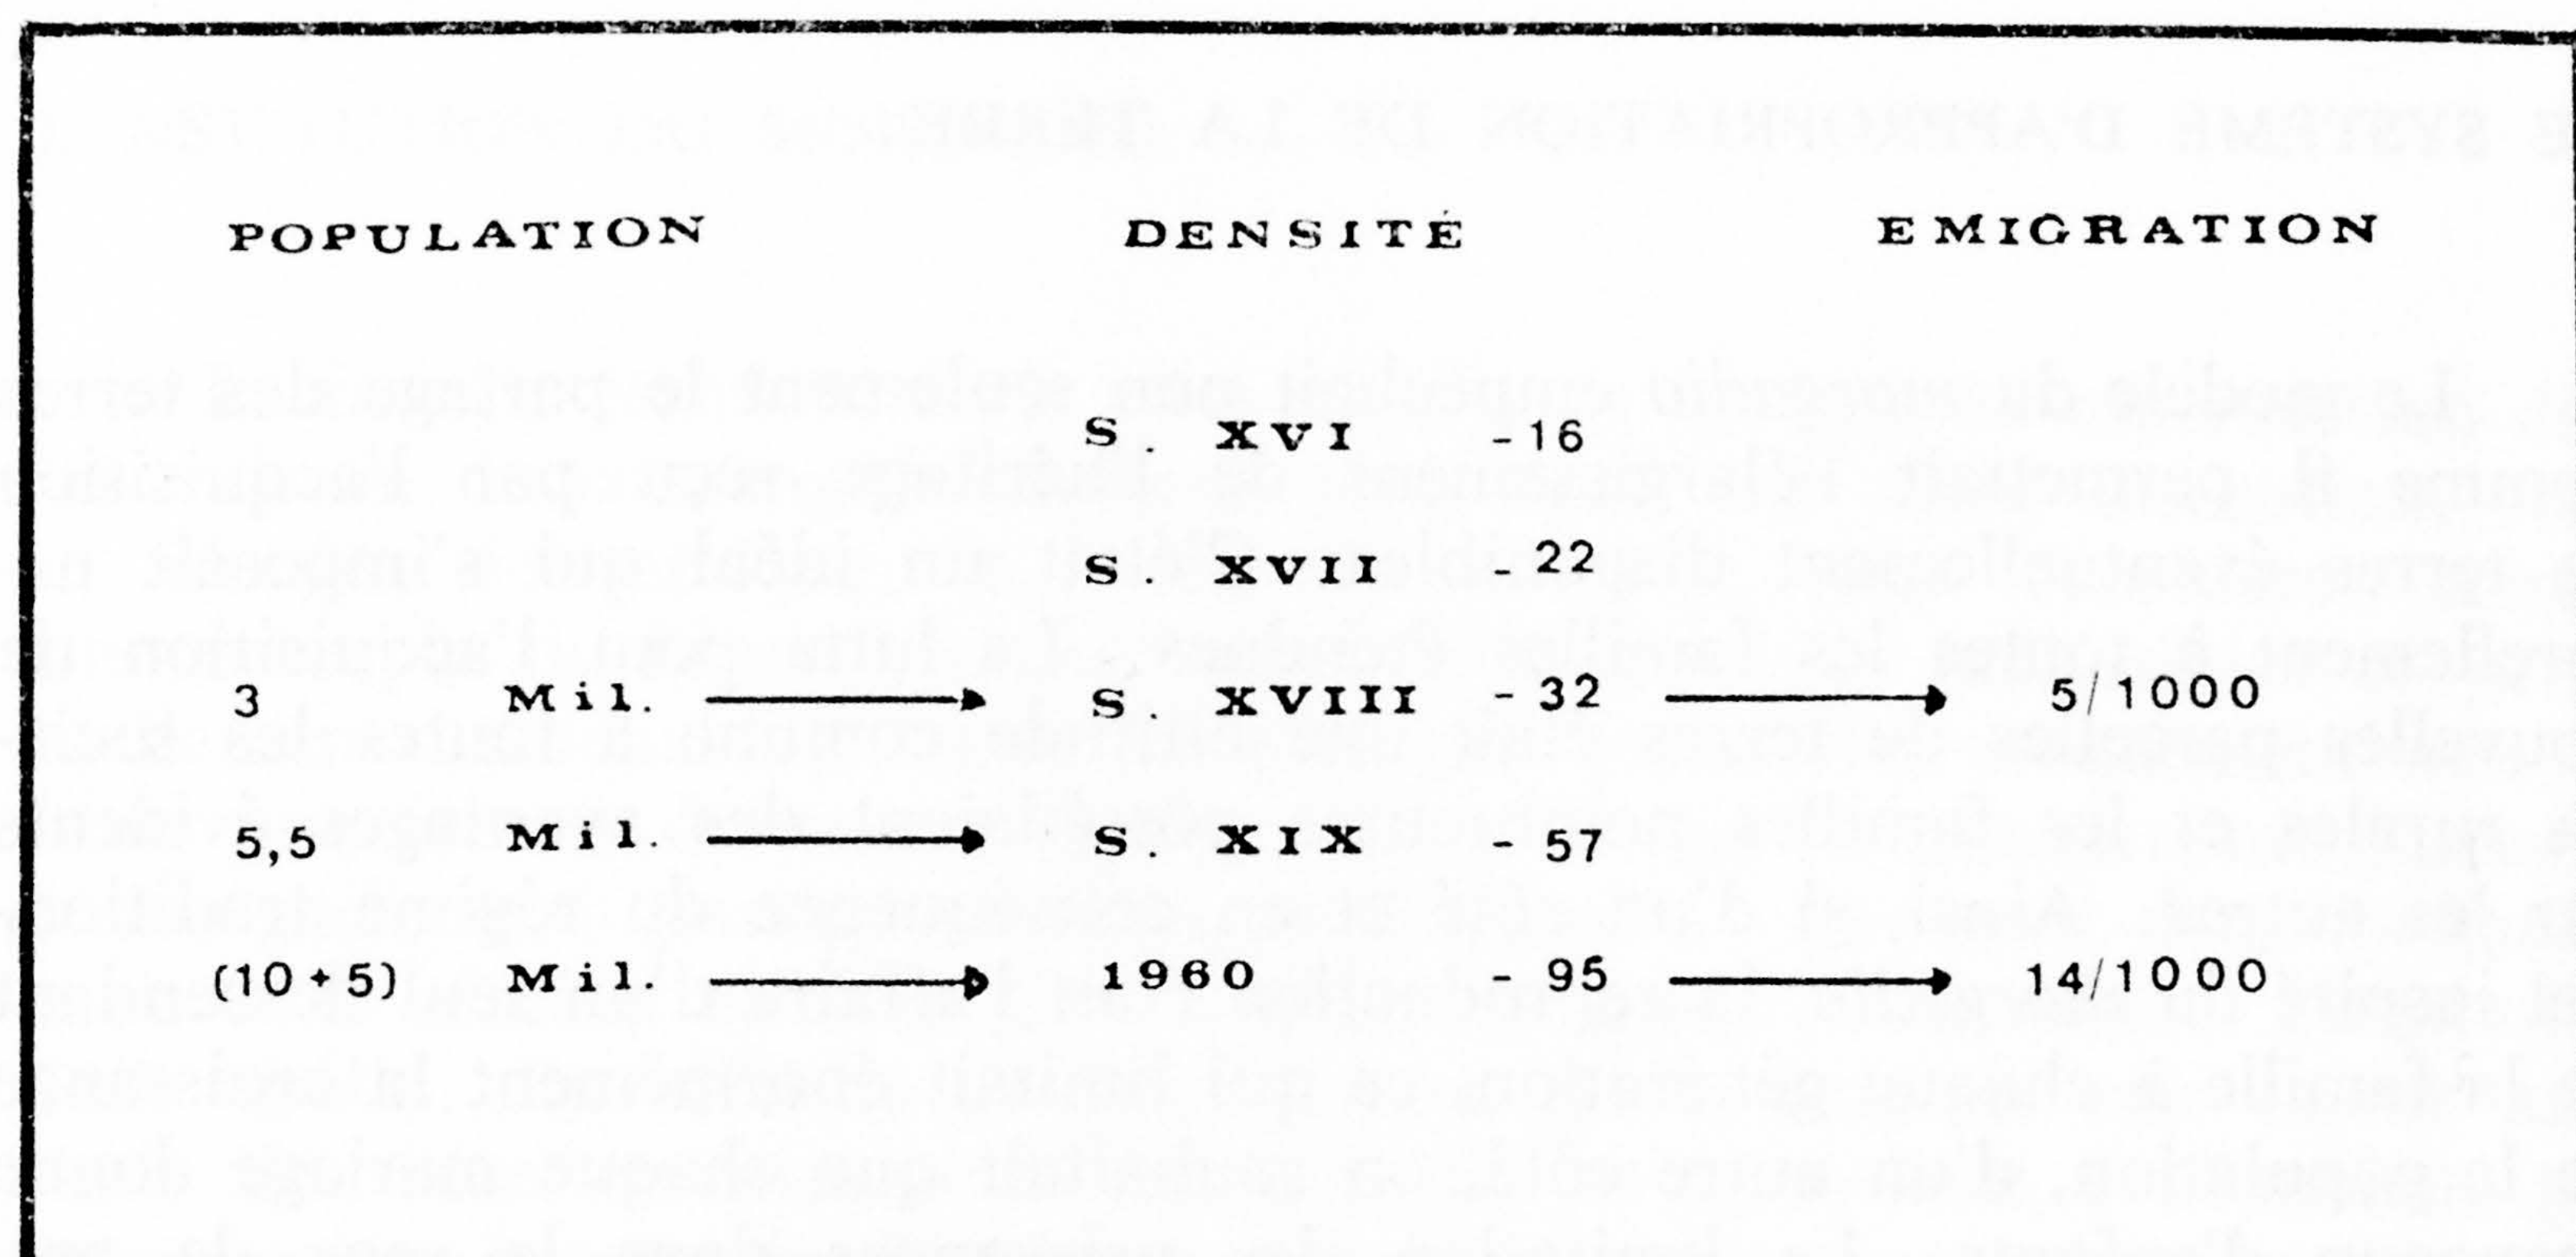 POPULATION DENSITÉ EMIGRATION
S. XVI - 16
S. XVII - 22
3 Mil. → S. XVIII - 32 → 5/1000
5,5 Mil. → S. XIX - 57
(10+5) Mil. → 1960 - 95 → 14/1000